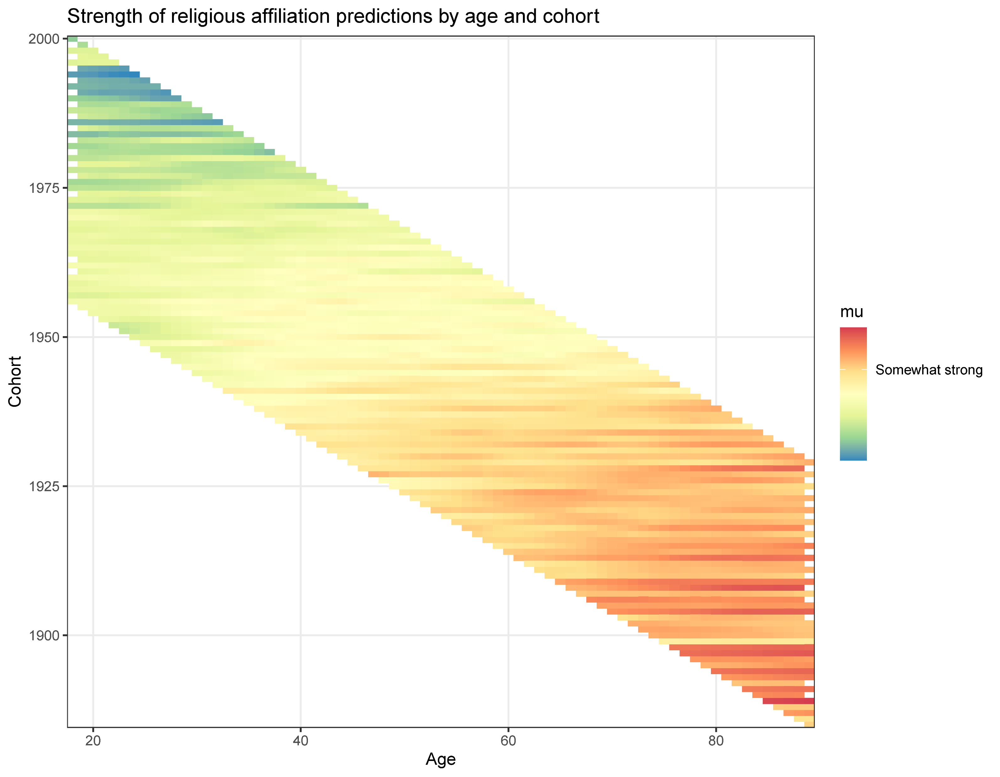 Strength of religious affiliation predictions by age and cohort
2000
1975
1950
1925
1900
Cohort
20 40 60 80
Age
mu
Somewhat strong